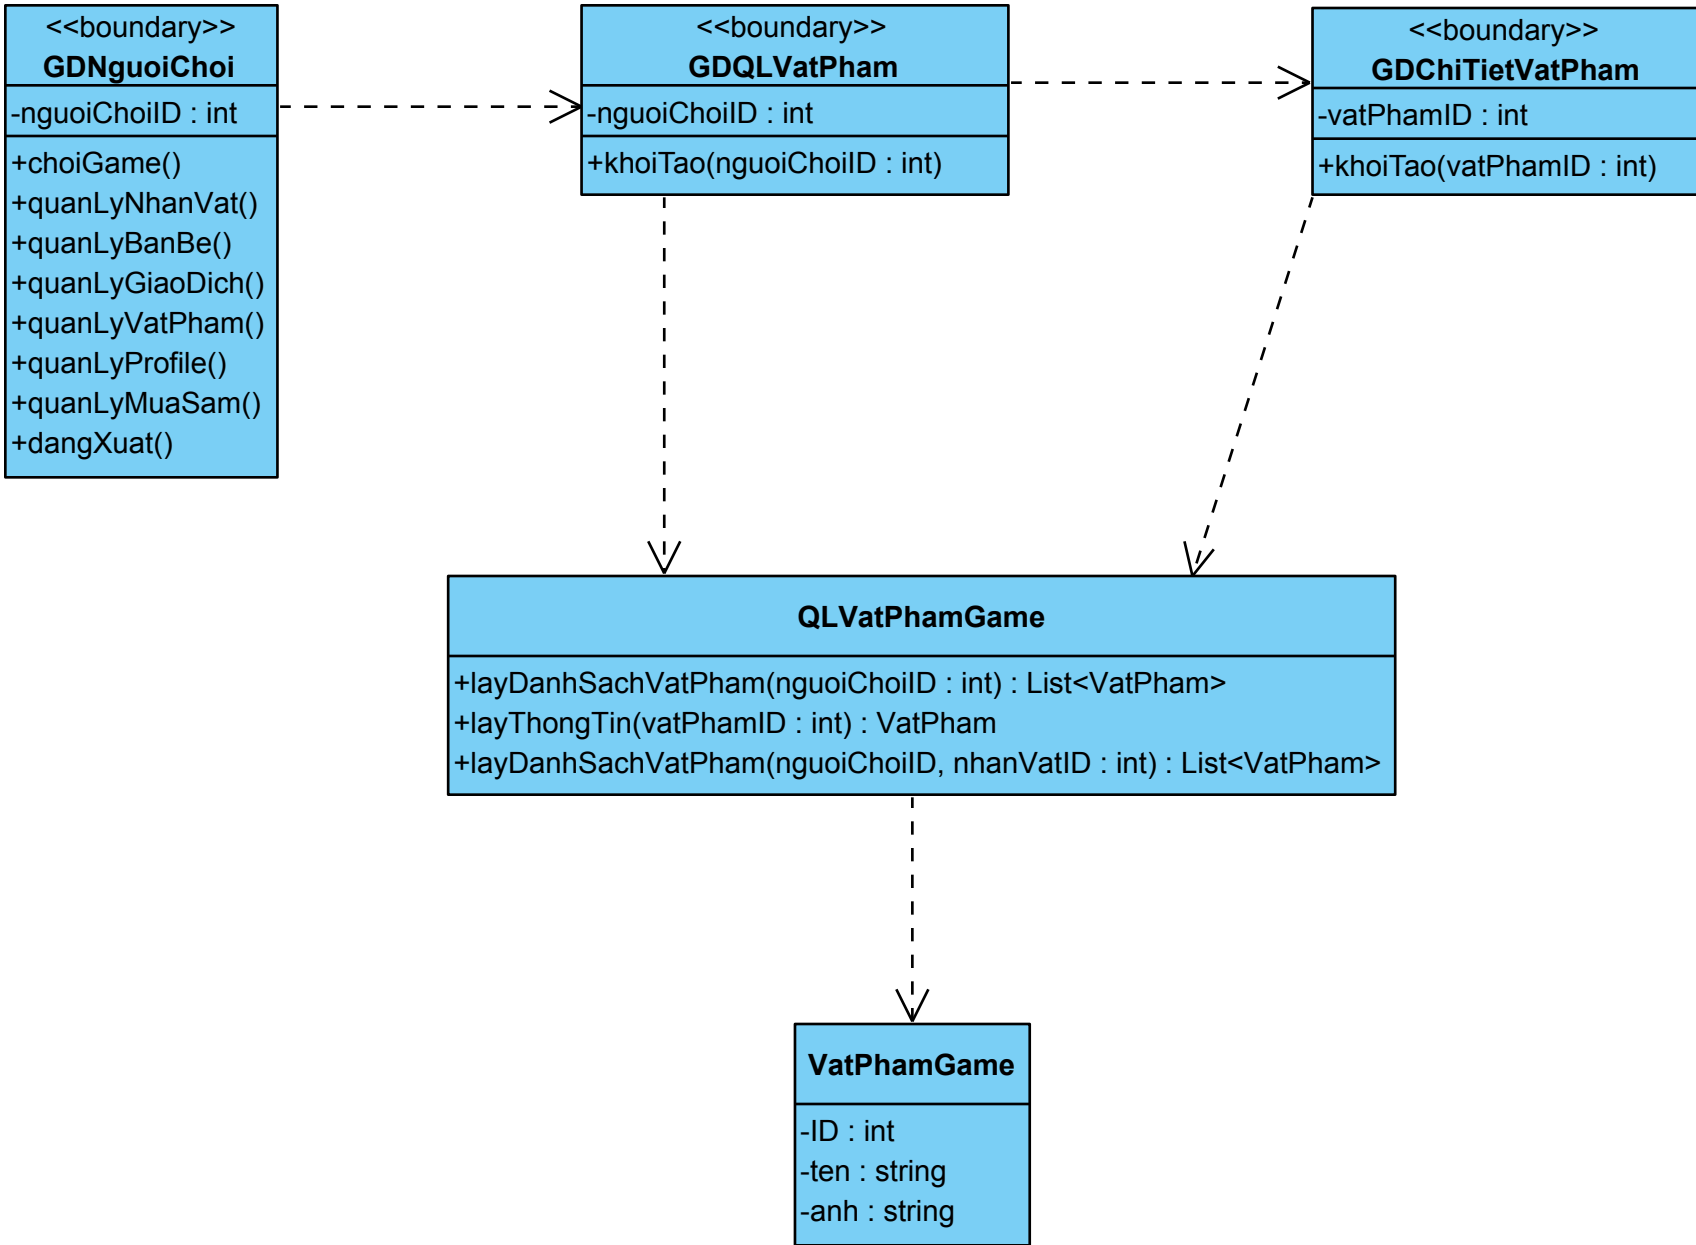 <<boundary>>
GDNguoiChoi
-nguoiChoiID : int
+choiGame()
+quanLyNhanVat()
+quanLyBanBe()
+quanLyGiaoDich()
+quanLyVatPham()
+quanLyProfile()
+quanLyMuaSam()
+dangXuat()
<<boundary>>
GDQLVatPham
-nguoiChoiID : int
+khoiTao(nguoiChoiID : int)
<<boundary>>
GDChiTietVatPham
-vatPhamID : int
+khoiTao(vatPhamID : int)
QLVatPhamGame
+layDanhSachVatPham(nguoiChoiID : int) : List<VatPham>
+layThongTin(vatPhamID : int) : VatPham
+layDanhSachVatPham(nguoiChoiID, nhanVatID : int) : List<VatPham>
VatPhamGame
-ID : int
-ten : string
-anh : string